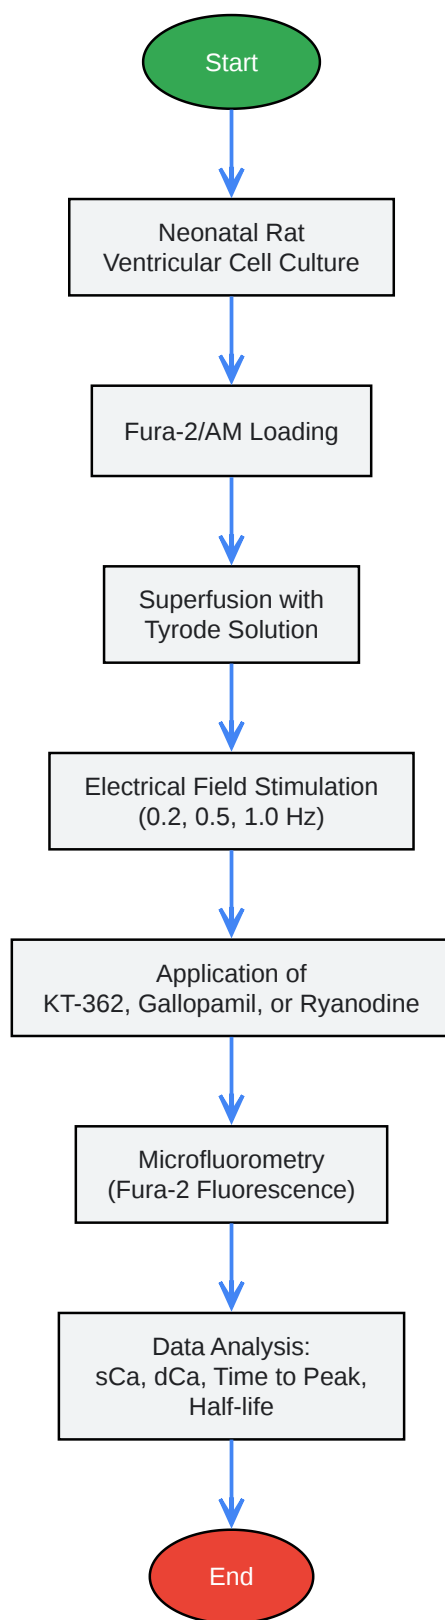 Start
Neonatal Rat
Ventricular Cell Culture
Fura-2/AM Loading
Superfusion with
Tyrode Solution
Electrical Field Stimulation
(0.2, 0.5, 1.0 Hz)
Application of
KT-362, Gallopamil, or Ryanodine
Microfluorometry
(Fura-2 Fluorescence)
Data Analysis:
sCa, dCa, Time to Peak,
Half-life
End